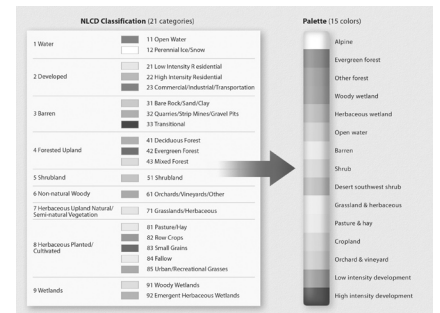 NLCD Classification (21 categories)
1 Water
11 Open Water
12 Perennial Ice/Snow
2 Developed
21 Low Intensity Residential
22 High Intensity Residential
23 Commercial/Industrial/Transportation
3 Barren
31 Bare Rock/Sand/Clay
32 Quarries/Strip Mines/Gravel Pits
33 Transitional
4 Forested Upland
41 Deciduous Forest
42 Evergreen Forest
43 Mixed Forest
5 Shrubland
51 Shrubland
6 Non-natural Woody
61 Orchards/Vineyards/Other
7 Herbaceous Upland Natural/
Semi-natural Vegetation
71 Grasslands/Herbaceous
8 Herbaceous Planted/
Cultivated
81 Pasture/Hay
82 Row Crops
83 Small Grains
84 Fallow
85 Urban/Recreational Grasses
9 Wetlands
91 Woody Wetlands
92 Emergent Herbaceous Wetlands
Palette (15 colors)
Alpine
Evergreen forest
Other forest
Woody wetland
Herbaceous wetland
Open water
Barren
Shrub
Desert southwest shrub
Grassland & herbaceous
Pasture & hay
Cropland
Orchard & vineyard
Low intensity development
High intensity development